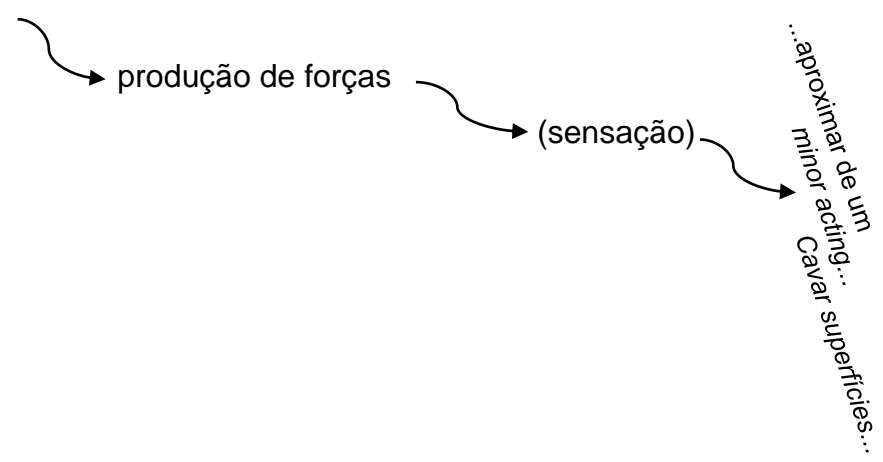 produção de forças
(sensação)
...aproximar de um
minor acting...
Cavar superfícies...